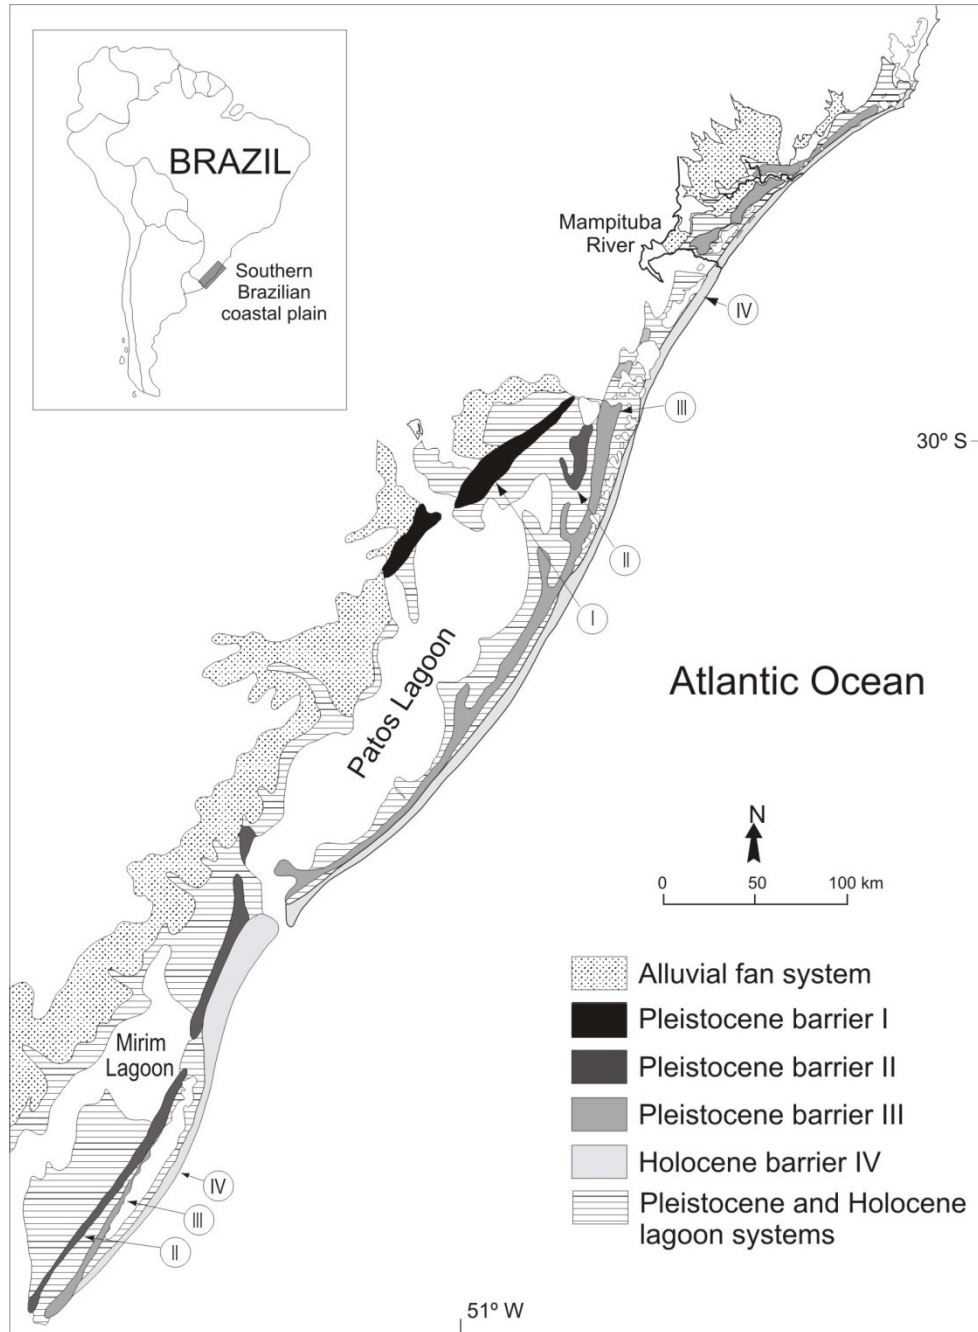 BRAZIL
Southern
Brazilian
coastal plain
Mampituba
River
IV
III
30º S
II
I
Patos Lagoon
Atlantic Ocean
N
0 50 100 km
Mirim
Lagoon
IV
III
II
Alluvial fan system
Pleistocene barrier I
Pleistocene barrier II
Pleistocene barrier III
Holocene barrier IV
Pleistocene and Holocene
lagoon systems
51º W